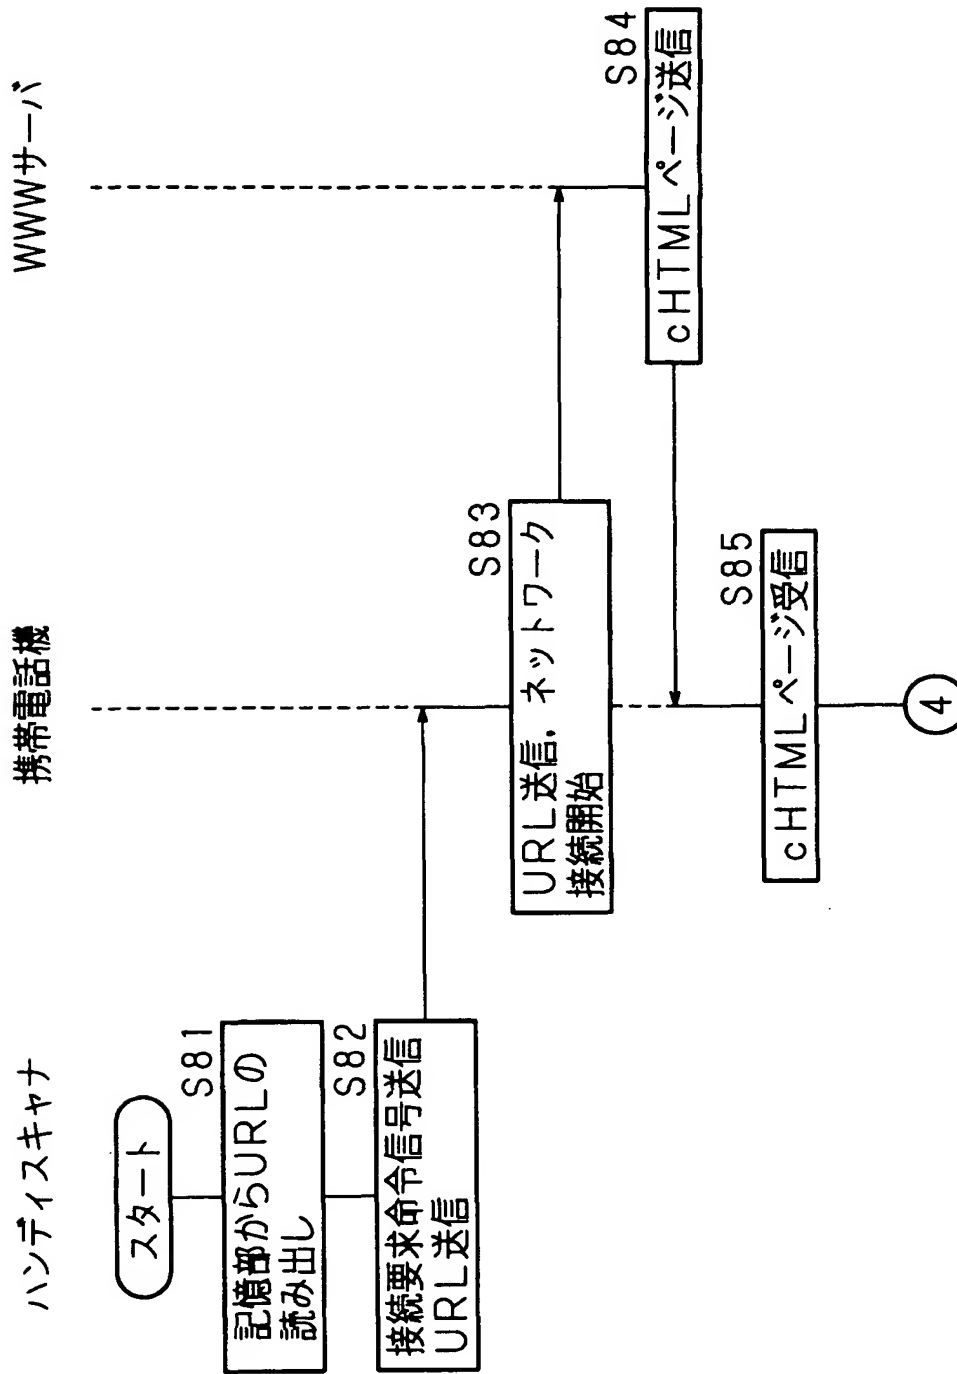 ハンディスキャナ
携帯電話機
WWWサーバ
スタート
S81
記憶部からURLの
読み出し
S82
接続要求命令信号送信
URL送信
S83
URL送信，ネットワーク
接続開始
S84
cHTMLページ送信
S85
cHTMLページ受信
4